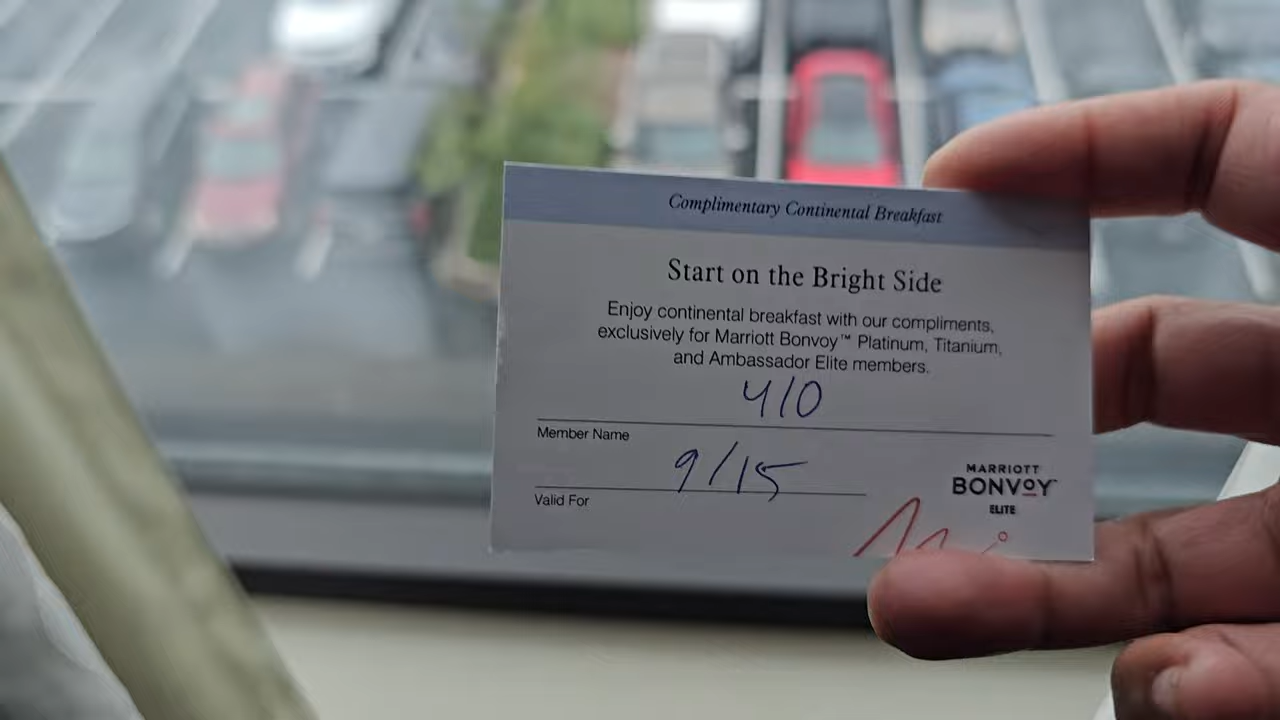 Complimentary Continental Breakfast
Start on the Bright Side
Enjoy continental breakfast with our compliments,
exclusively for Marriott Bonvoy™ Platinum, Titanium,
and Ambassador Elite members.
410
Member Name
9/15
Valid For
MARRIOTT
BONVOY™
ELITE